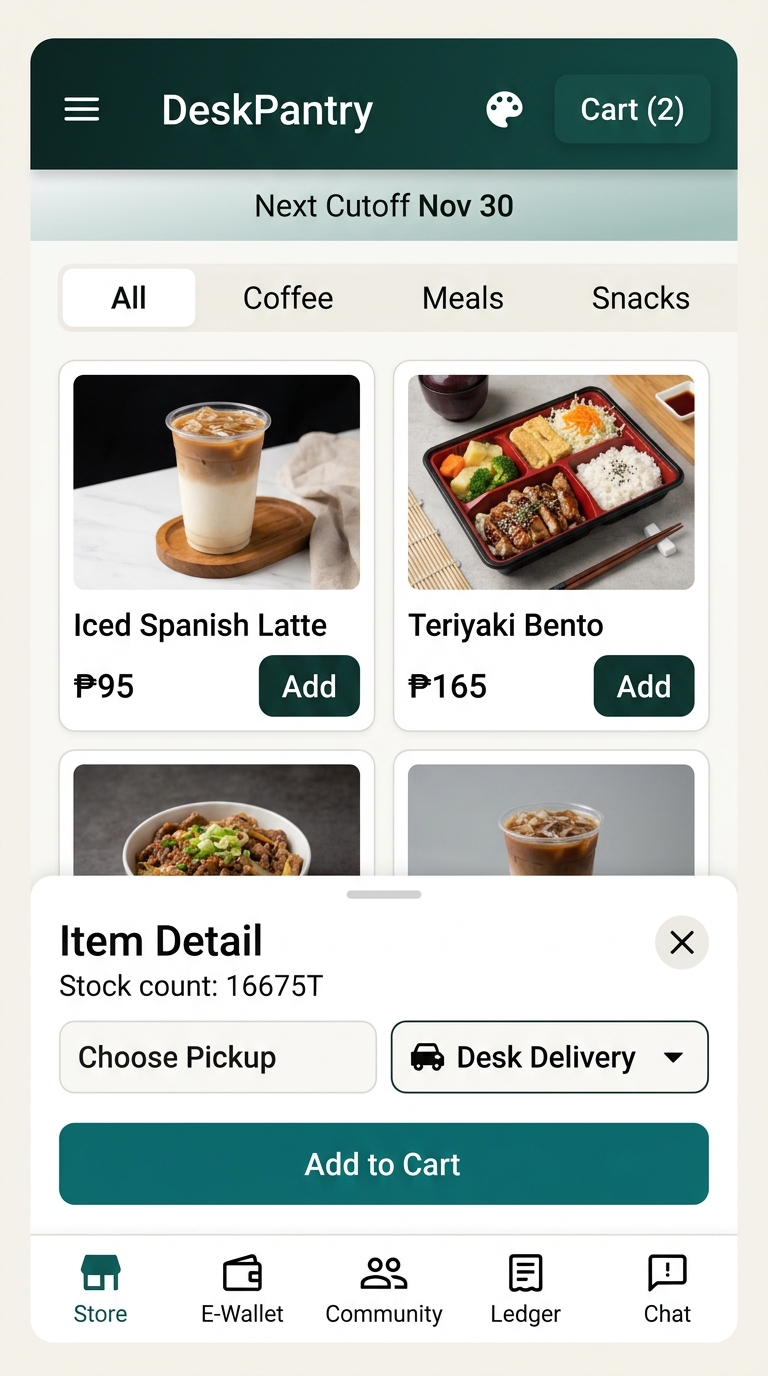 DeskPantry
Cart (2)
Next Cutoff Nov 30
All
Coffee
Meals
Snacks
Iced Spanish Latte
₱95
Add
Teriyaki Bento
₱165
Add
Item Detail
Stock count: 16675T
Choose Pickup
Desk Delivery
Add to Cart
Store
E-Wallet
Community
Ledger
Chat